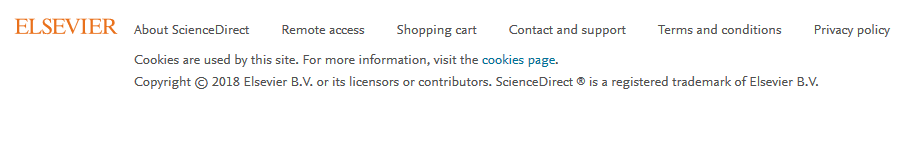 ELSEVIER About ScienceDirect Remote access Shopping cart Contact and support Terms and conditions Privacy policy
Cookies are used by this site. For more information, visit the cookies page.
Copyright © 2018 Elsevier B.V. or its licensors or contributors. ScienceDirect ® is a registered trademark of Elsevier B.V.